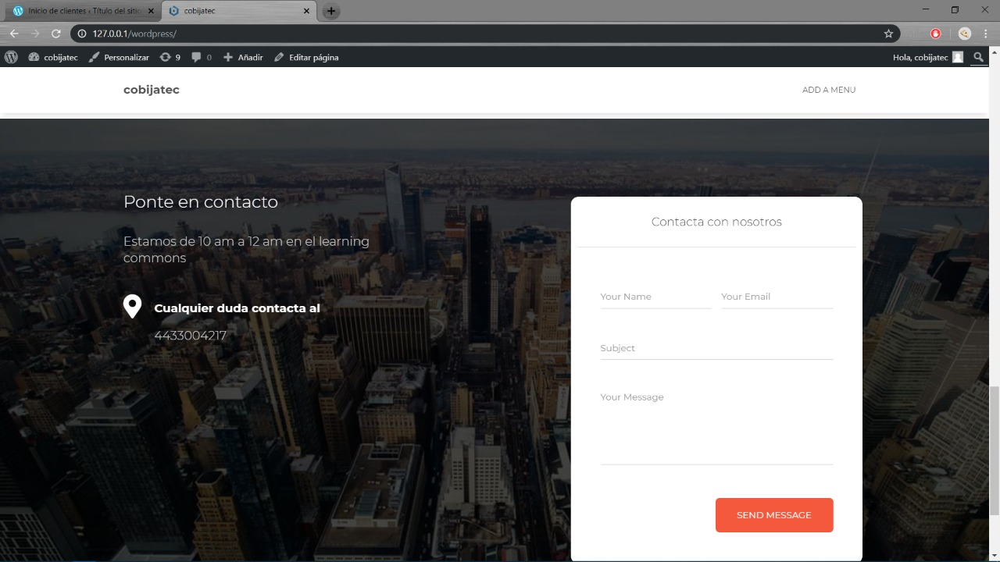 Inicio de clientes ‹ Título del sitio
cobijatec
127.0.0.1/wordpress/
cobijatec
Personalizar
9
0
Añadir
Editar página
Hola, cobijatec
cobijatec
ADD A MENU
Ponte en contacto
Estamos de 10 am a 12 am en el learning
commons
Cualquier duda contacta al
4433004217
Contacta con nosotros
Your Name
Your Email
Subject
Your Message
SEND MESSAGE